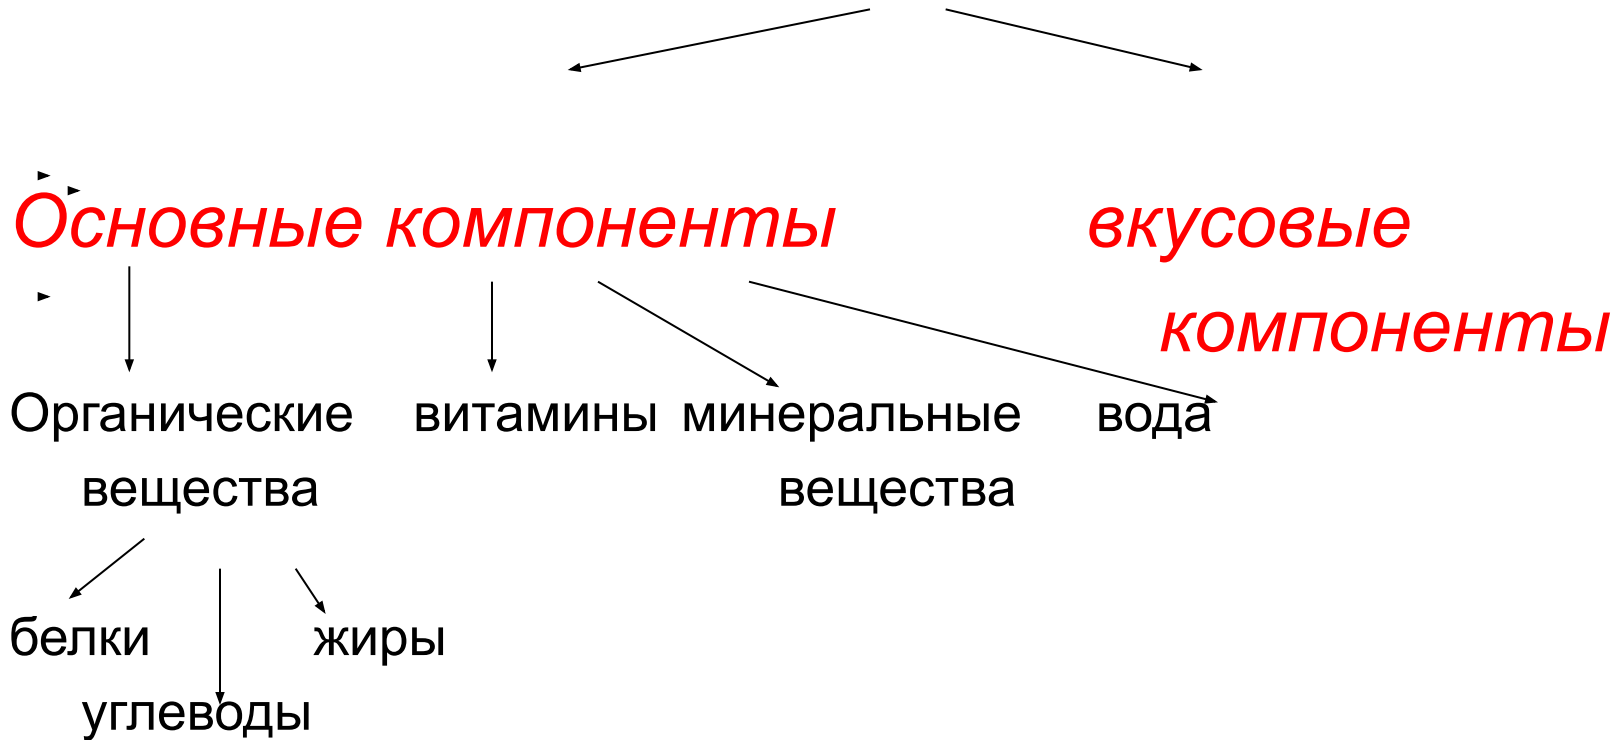 Основные компоненты вкусовые
компоненты
Органические витамины минеральные вода
вещества вещества
белки жиры
углеводы